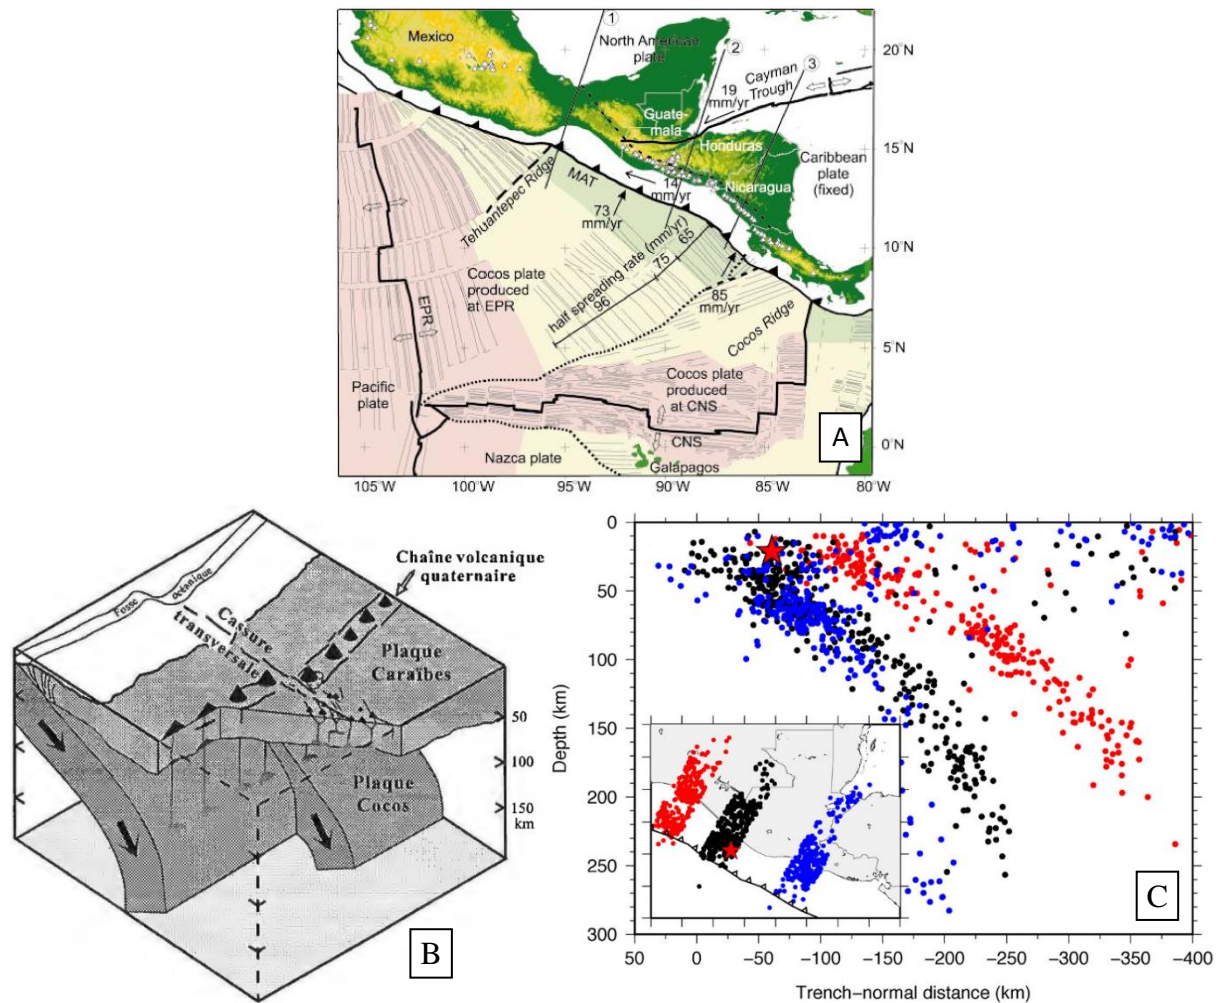 Mexico
North American
plate
①
②
③
Cayman
Trough
19
mm/yr
Guate-
mala
Honduras
Nicaragua
Caribbean
plate
(fixed)
14
mm/yr
MAT
Tehuantepec Ridge
73
mm/yr
half spreading rate (mm/yr)
96
75
65
85
mm/yr
Cocos plate
produced
at EPR
EPR
Cocos Ridge
Cocos plate
produced
at CNS
CNS
Pacific
plate
Nazca plate
Galápagos
20°N
15°N
10°N
5°N
0°N
105°W
100°W
95°W
90°W
85°W
80°W
A
Fosse Océanique
Cassure
transversale
Chaîne volcanique
quaternaire
Plaque
Caraïbes
Plaque
Cocos
50
100
150
km
B
0
50
100
150
200
250
300
Depth (km)
50
0
−50
−100
−150
−200
−250
−300
−350
−400
Trench−normal distance (km)
C